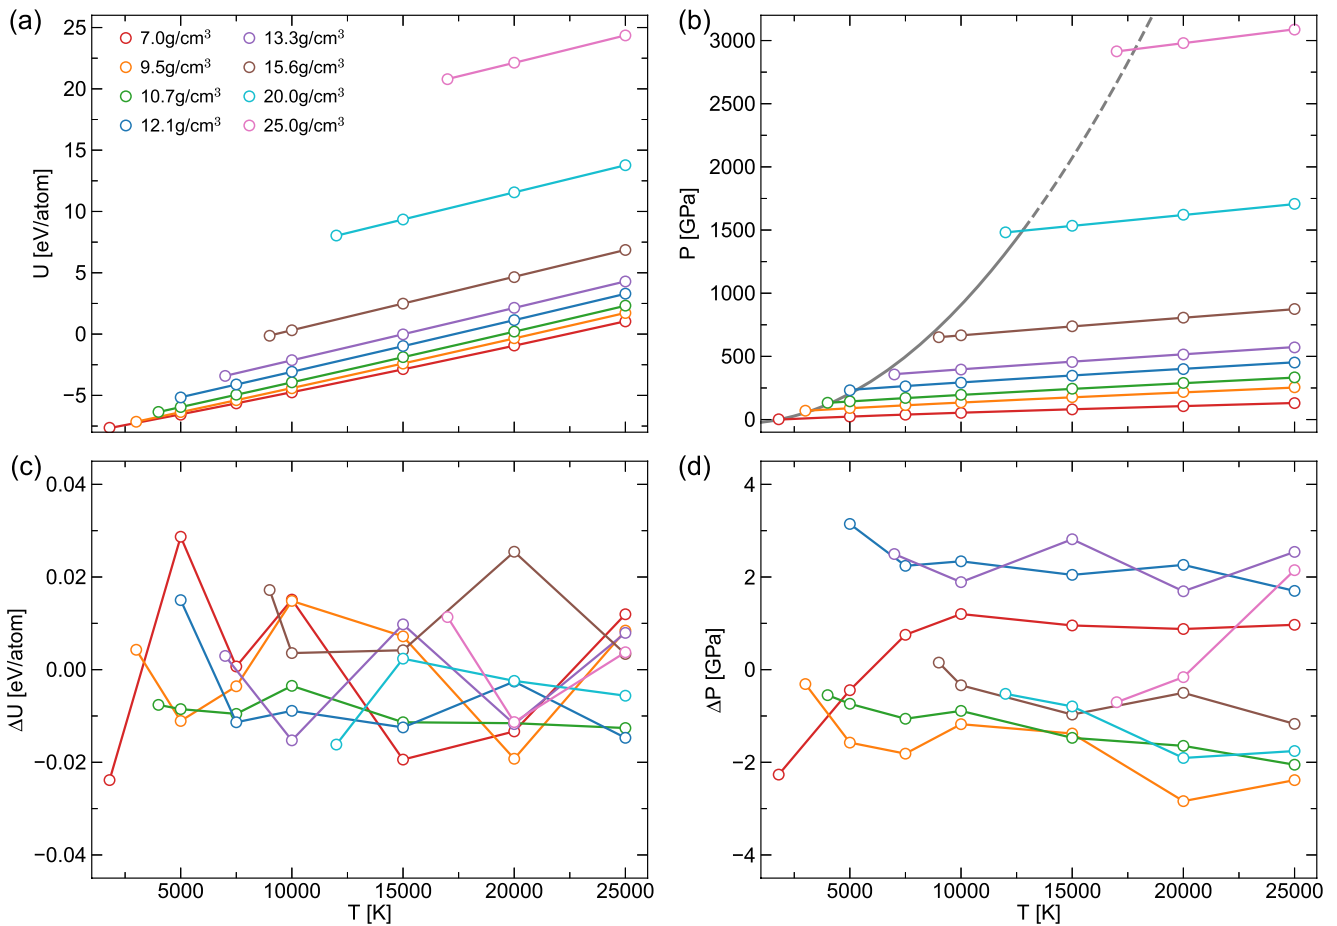 (a)
U [eV/atom]
25
20
15
10
5
0
−5
7.0g/cm³
9.5g/cm³
10.7g/cm³
12.1g/cm³
13.3g/cm³
15.6g/cm³
20.0g/cm³
25.0g/cm³
(b)
P [GPa]
3000
2500
2000
1500
1000
500
0
(c)
ΔU [eV/atom]
0.04
0.02
0.00
−0.02
−0.04
5000 10000 15000 20000 25000
T [K]
(d)
ΔP [GPa]
4
2
0
−2
−4
5000 10000 15000 20000 25000
T [K]